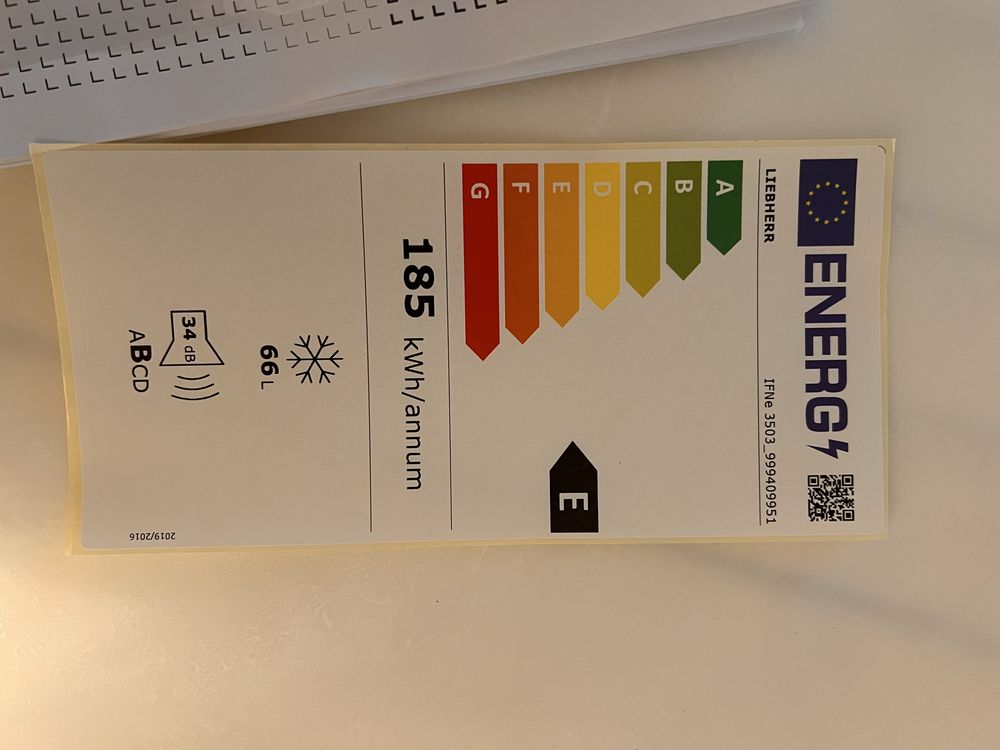 ENERG
LIEBHERR
IFNe 3503_999409951
A
B
C
D
E
F
G
E
185 kWh/annum
66 L
34 dB
ABCD
2019/2016
L L L L L L L L L L L L L L L L L L